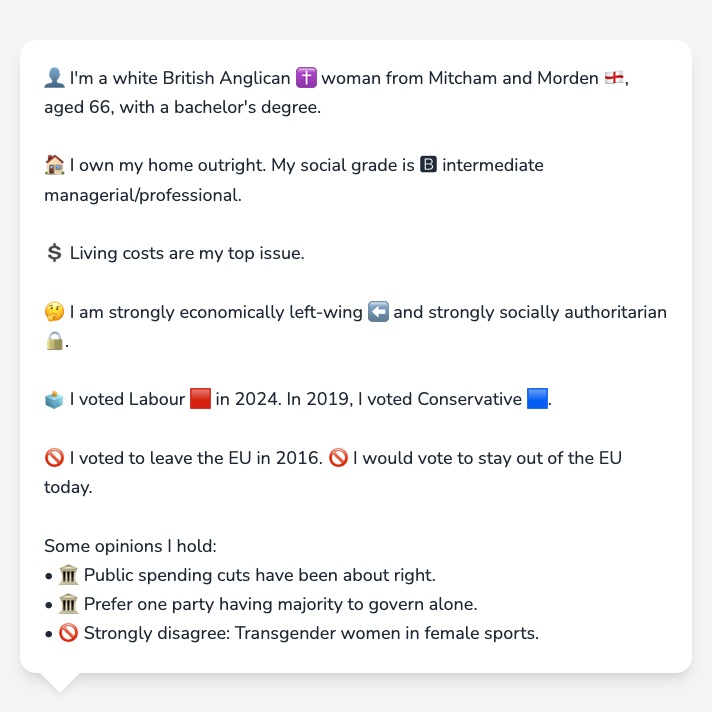 👤 I'm a white British Anglican ✝️ woman from Mitcham and Morden 🏴󠁧󠁢󠁥󠁮󠁧󠁿,
aged 66, with a bachelor's degree.
🏠 I own my home outright. My social grade is 🅱 intermediate
managerial/professional.
💲 Living costs are my top issue.
🤔 I am strongly economically left-wing ⬅️ and strongly socially authoritarian
🔒.
🗳️ I voted Labour 🟥 in 2024. In 2019, I voted Conservative 🟦.
🚫 I voted to leave the EU in 2016. 🚫 I would vote to stay out of the EU
today.
Some opinions I hold:
• 🏛️ Public spending cuts have been about right.
• 🏛️ Prefer one party having majority to govern alone.
• 🚫 Strongly disagree: Transgender women in female sports.